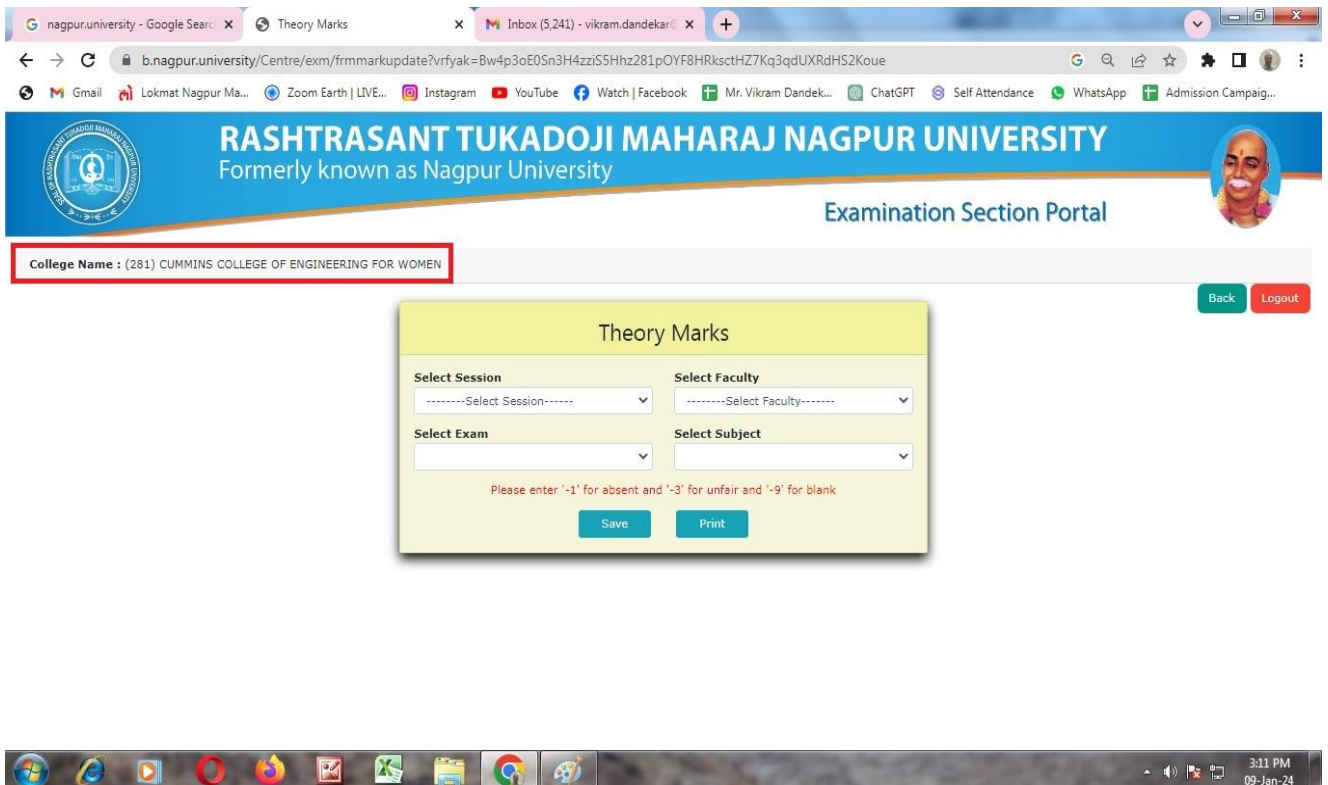 nagpur.university - Google Searc
Theory Marks
Inbox (5,241) - vikram.dandekar
b.nagpur.university/Centre/exm/frmmarkupdate?vrfyak=Bw4p3oE0Sn3H4zziS5Hhz281pOYF8HRksctHZ7Kq3qdUXRdHS2Koue
Gmail
Lokmat Nagpur Ma...
Zoom Earth | LIVE...
Instagram
YouTube
Watch | Facebook
Mr. Vikram Dandek...
ChatGPT
Self Attendance
WhatsApp
Admission Campaig...
RASHTRASANT TUKADOJI MAHARAJ NAGPUR UNIVERSITY
Formerly known as Nagpur University
Examination Section Portal
College Name : (281) CUMMINS COLLEGE OF ENGINEERING FOR WOMEN
Back
Logout
Theory Marks
Select Session
Select Faculty
--------Select Session------
--------Select Faculty-------
Select Exam
Select Subject
Please enter '-1' for absent and '-3' for unfair and '-9' for blank
Save
Print
3:11 PM
09-Jan-24